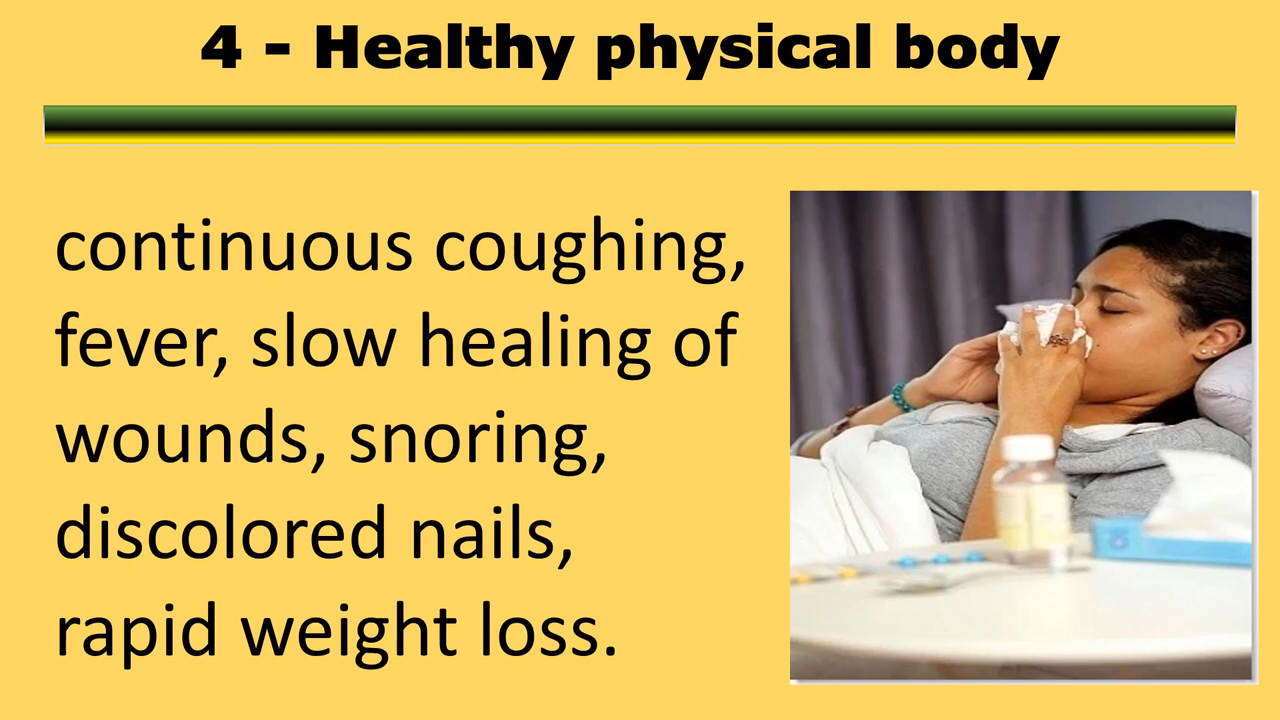 4 - Healthy physical body
continuous coughing,
fever, slow healing of
wounds, snoring,
discolored nails,
rapid weight loss.